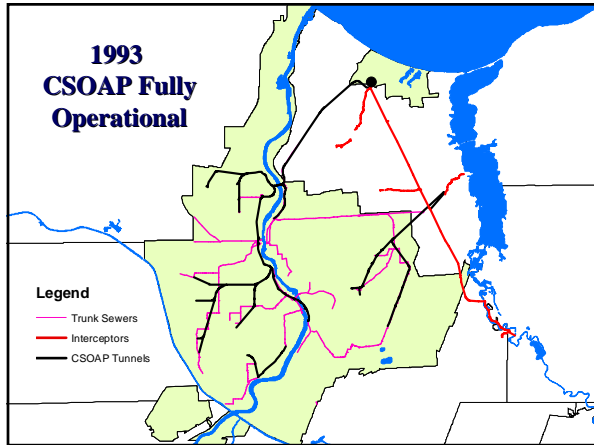 1993
CSOAP Fully
Operational
Legend
Trunk Sewers
Interceptors
CSOAP Tunnels